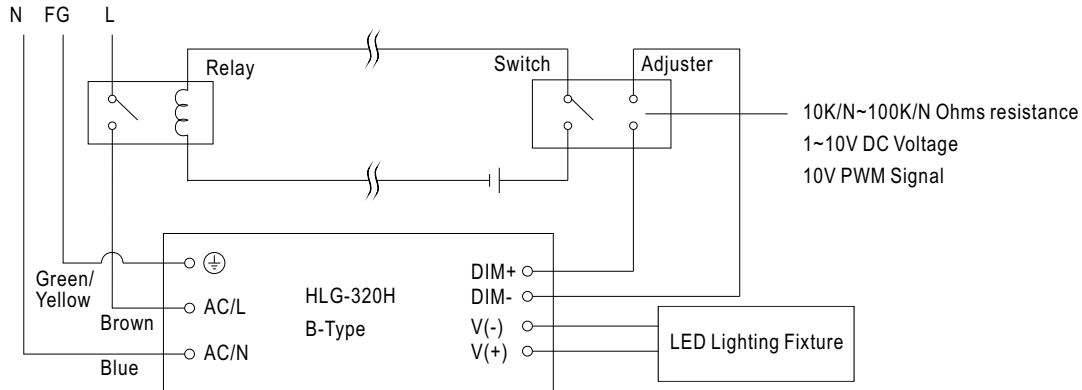 N FG L
Relay
Switch
Adjuster
10K/N~100K/N Ohms resistance
1~10V DC Voltage
10V PWM Signal
Green/
Yellow
Brown
Blue
AC/L
AC/N
HLG-320H
B-Type
DIM+
DIM-
V(-)
V(+)
LED Lighting Fixture